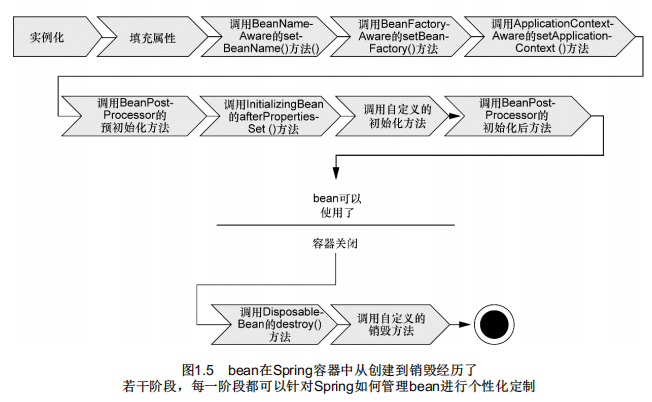 实例化
填充属性
调用BeanName-
Aware的set-
BeanName()方法()
调用BeanFactory-
Aware的setBean-
Factory()方法
调用ApplicationContext-
Aware的setApplication-
Context ()方法
调用BeanPost-
Processor的
预初始化方法
调用InitializingBean
的afterProperties-
Set ()方法
调用自定义的
初始化方法
调用BeanPost-
Processor的
初始化后方法
bean可以
使用了
容器关闭
调用Disposable-
Bean的destroy()
方法
调用自定义的
销毁方法
图1.5 bean在Spring容器中从创建到销毁经历了
若干阶段，每一阶段都可以针对Spring如何管理bean进行个性化定制